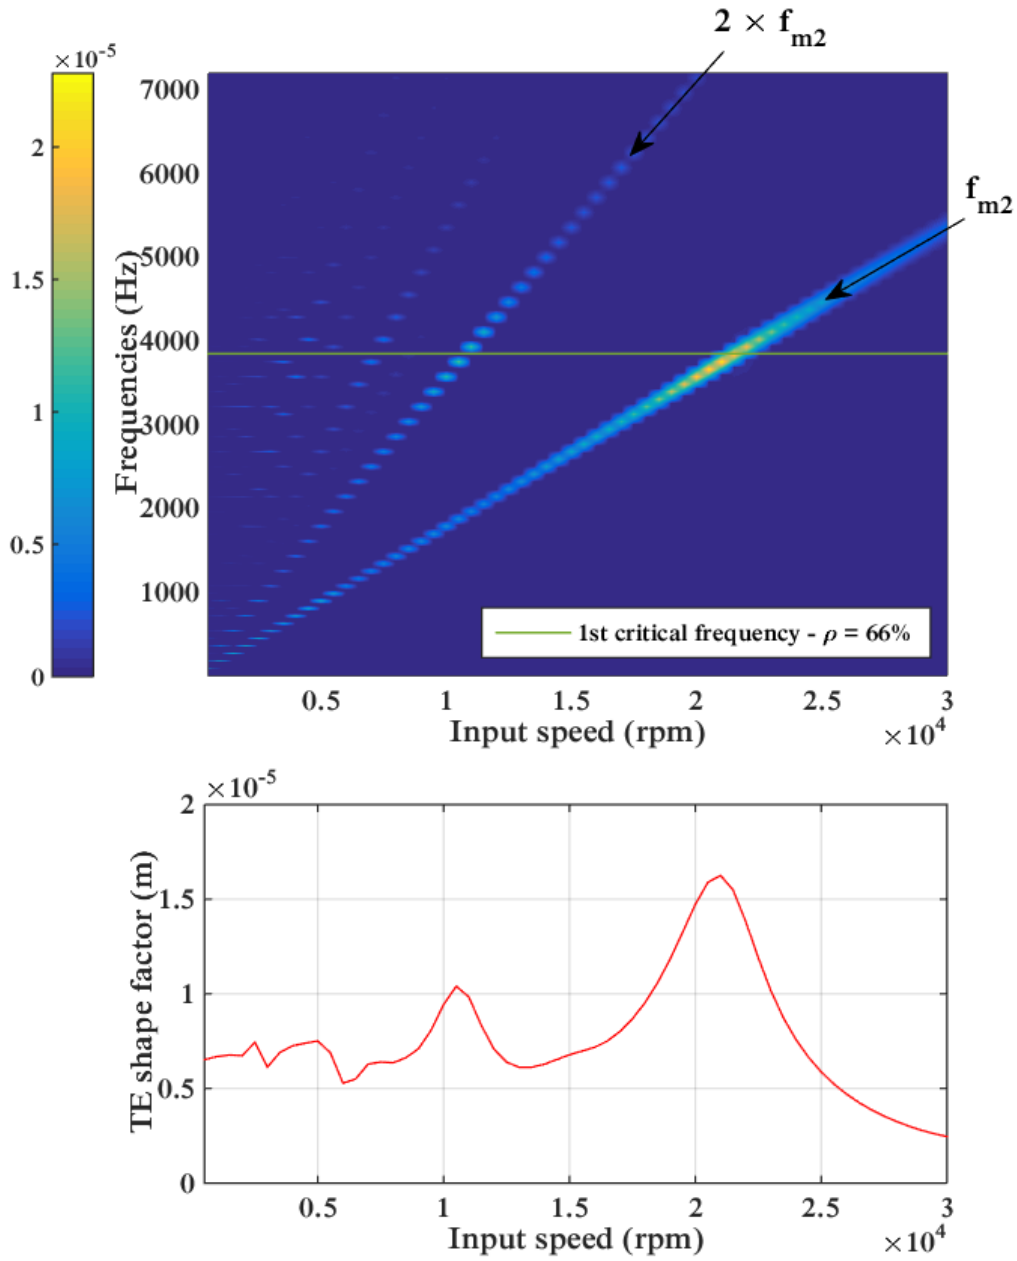 2 × fm2
×10-5
7000
2
6000
fm2
1.5
5000
Frequencies (Hz)
4000
1
3000
2000
0.5
1000
1st critical frequency - ρ = 66%
0
0.5 1 1.5 2 2.5 3
Input speed (rpm)
×104
×10-5
2
TE shape factor (m)
1.5
1
0.5
0
0.5 1 1.5 2 2.5 3
Input speed (rpm)
×104